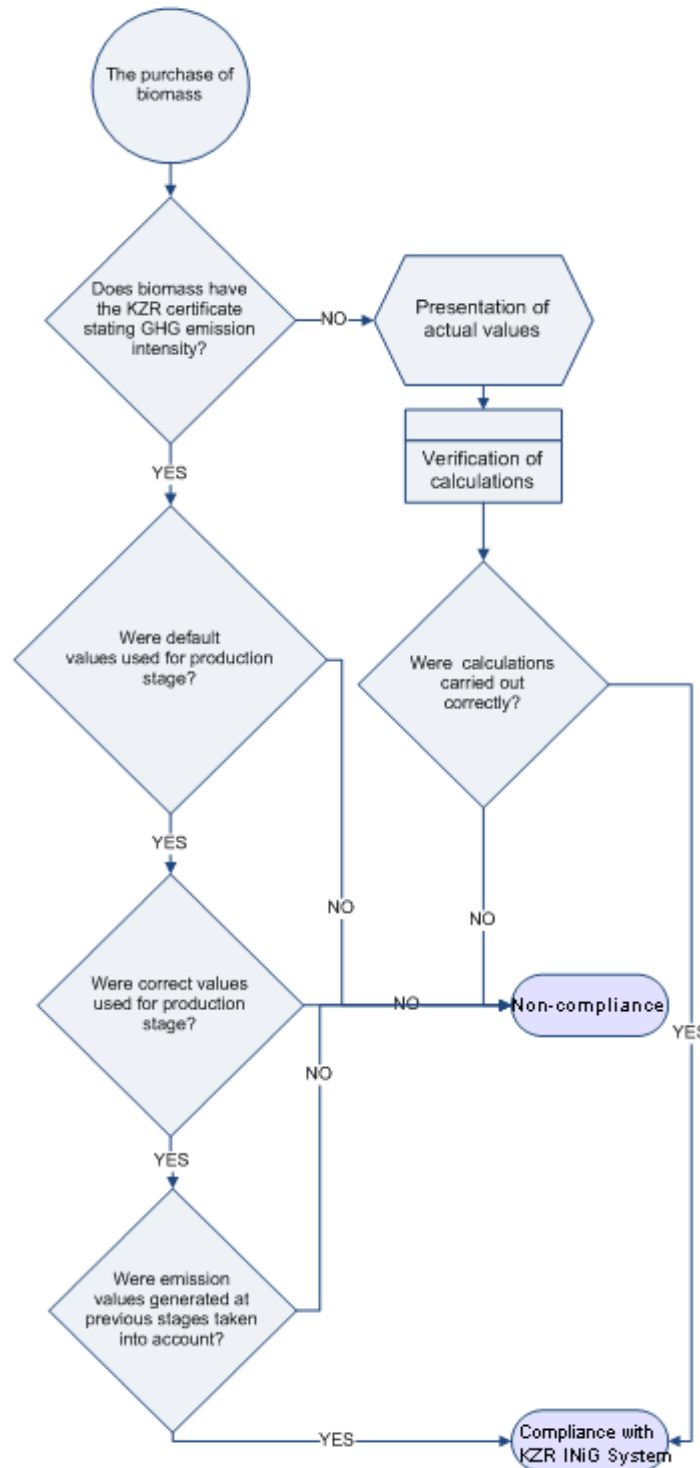 The purchase of
biomass
Does biomass have
the KZR certificate
stating GHG emission
intensity?
NO
Presentation of
actual values
Verification of
calculations
YES
Were default
values used for production
stage?
Were calculations
carried out
correctly?
YES
NO
NO
Were correct values
used for production
stage?
NO
Non-compliance
YES
NO
YES
Were emission
values generated at
previous stages taken
into account?
YES
Compliance with
KZR INiG System